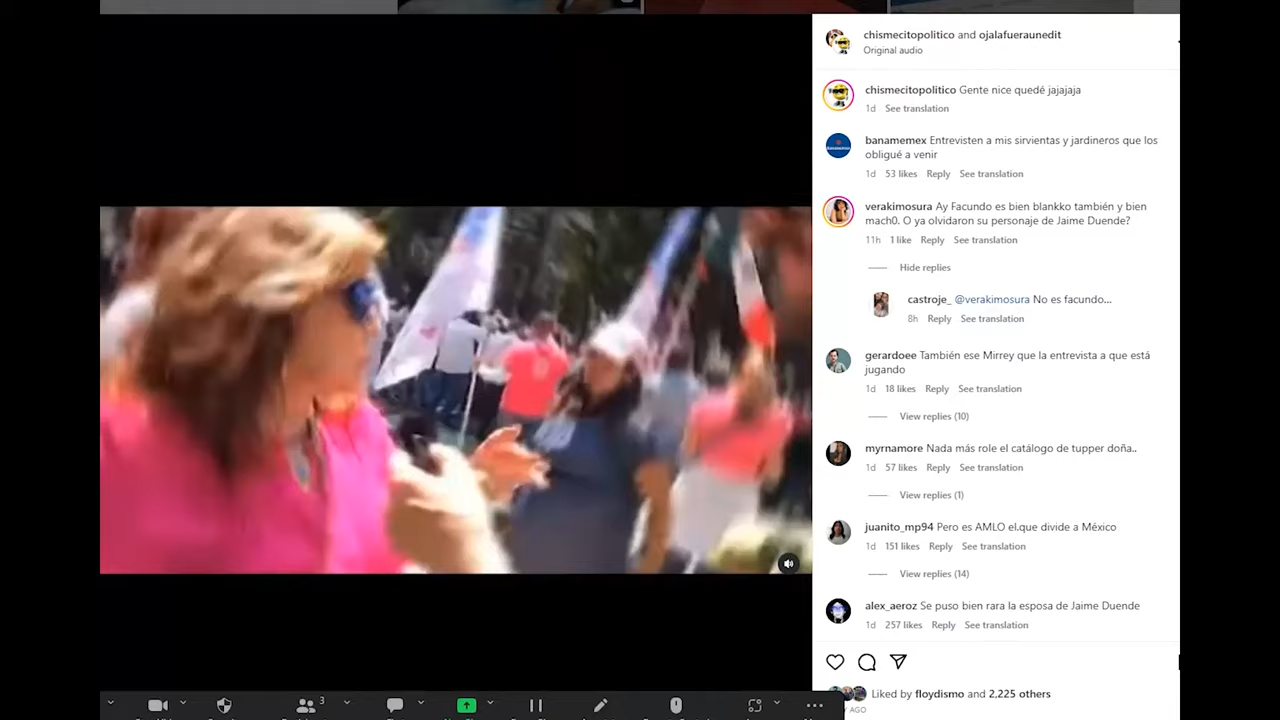 chismecitopolitico and ojalafueraunedit
Original audio
chismecitopolitico Gente nice quedé jajajaja
1d See translation
banamemex Entrevisten a mis sirvientas y jardineros que los
obligué a venir
1d 53 likes Reply See translation
verakimosura Ay Facundo es bien blankko también y bien
mach0. O ya olvidaron su personaje de Jaime Duende?
11h 1 like Reply See translation
Hide replies
castroje_ @verakimosura No es facundo...
8h Reply See translation
gerardoee También ese Mirrey que la entrevista a que está
jugando
1d 18 likes Reply See translation
View replies (10)
myrnamore Nada más role el catálogo de tupper doña..
1d 57 likes Reply See translation
View replies (1)
juanito_mp94 Pero es AMLO el.que divide a México
1d 151 likes Reply See translation
View replies (14)
alex_aeroz Se puso bien rara la esposa de Jaime Duende
1d 257 likes Reply See translation
Liked by floydismo and 2,225 others
AGO
3